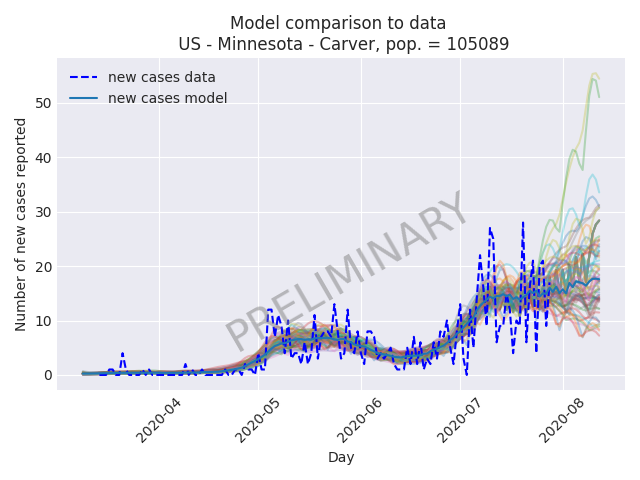 Model comparison to data
US - Minnesota - Carver, pop. = 105089
new cases data
new cases model
PRELIMINARY
Number of new cases reported
50
40
30
20
10
0
2020-04
2020-05
2020-06
2020-07
2020-08
Day